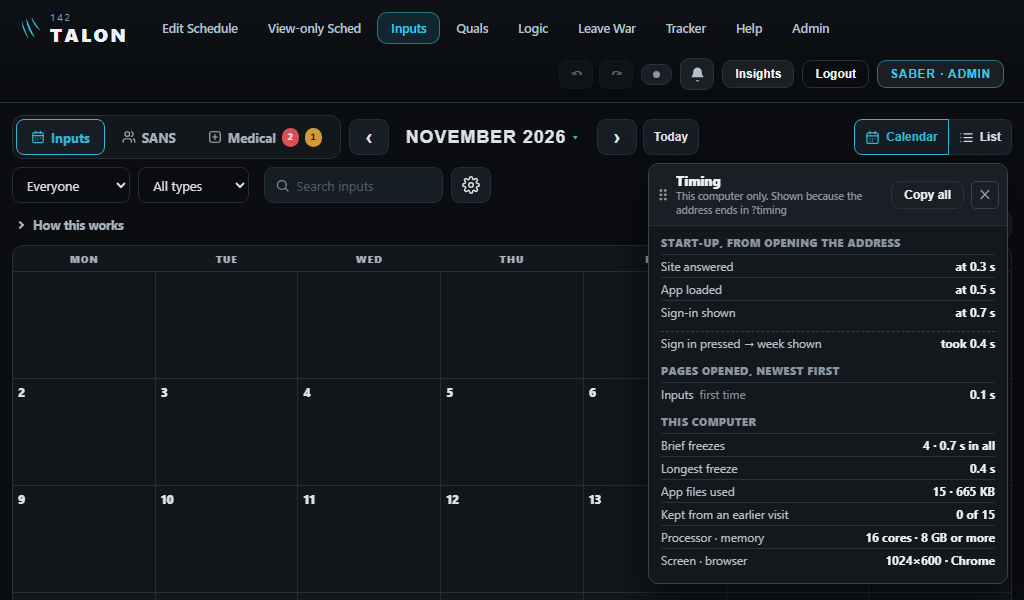 142
TALON
Edit Schedule
View-only Sched
Inputs
Quals
Logic
Leave War
Tracker
Help
Admin
Insights
Logout
SABER · ADMIN
Inputs
SANS
Medical 2 1
‹
NOVEMBER 2026
›
Today
Calendar
List
Everyone
All types
Search inputs
How this works
Timing
This computer only. Shown because the
address ends in ?timing
Copy all
START-UP, FROM OPENING THE ADDRESS
Site answered at 0.3 s
App loaded at 0.5 s
Sign-in shown at 0.7 s
Sign in pressed → week shown took 0.4 s
PAGES OPENED, NEWEST FIRST
Inputs first time 0.1 s
THIS COMPUTER
Brief freezes 4 · 0.7 s in all
Longest freeze 0.4 s
App files used 15 · 665 KB
Kept from an earlier visit 0 of 15
Processor · memory 16 cores · 8 GB or more
Screen · browser 1024×600 · Chrome
MON TUE WED THU
2 3 4 5 6
9 10 11 12 13